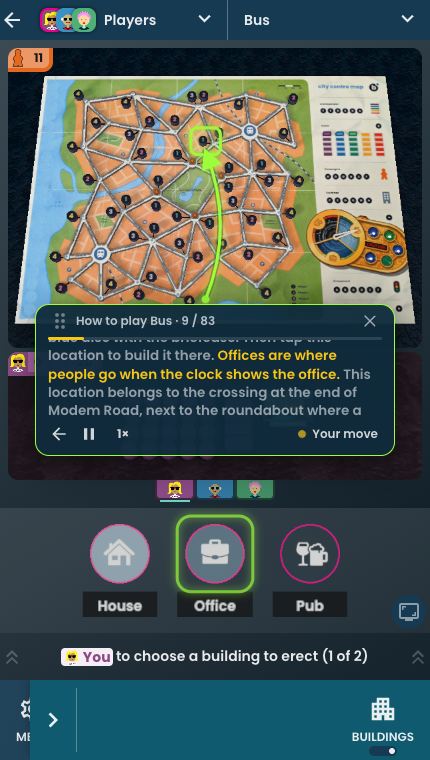 Players
Bus
11
city centre map
How to play Bus · 9 / 83
location to build it there. Offices are where
people go when the clock shows the office. This
location belongs to the crossing at the end of
Modem Road, next to the roundabout where a
1×
Your move
House
Office
Pub
You to choose a building to erect (1 of 2)
ME
BUILDINGS